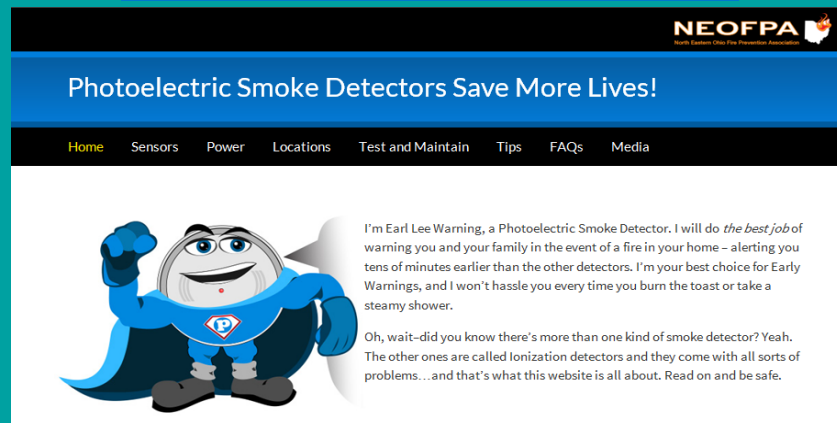 NEOFPA
North Eastern Ohio Fire Prevention Association
Photoelectric Smoke Detectors Save More Lives!
Home Sensors Power Locations Test and Maintain Tips FAQs Media
I'm Earl Lee Warning, a Photoelectric Smoke Detector. I will do the best job of
warning you and your family in the event of a fire in your home – alerting you
tens of minutes earlier than the other detectors. I'm your best choice for Early
Warnings, and I won't hassle you every time you burn the toast or take a
steamy shower.
Oh, wait–did you know there's more than one kind of smoke detector? Yeah.
The other ones are called Ionization detectors and they come with all sorts of
problems…and that's what this website is all about. Read on and be safe.
P